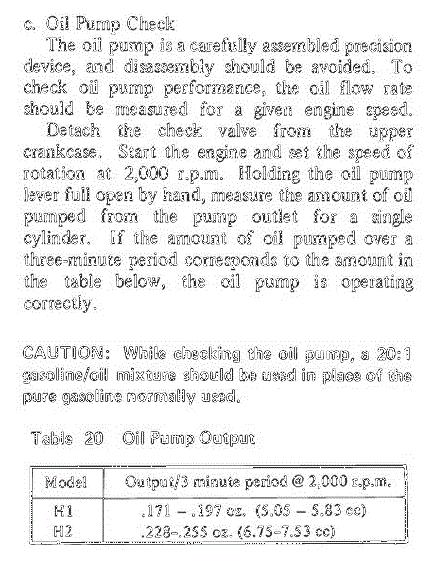 c. Oil Pump Check
The oil pump is a carefully assembled precision
device, and disassembly should be avoided. To
check oil pump performance, the oil flow rate
should be measured for a given engine speed.
Detach the check valve from the upper
crankcase. Start the engine and set the speed of
rotation at 2,000 r.p.m. Holding the oil pump
lever full open by hand, measure the amount of oil
pumped from the pump outlet for a single
cylinder. If the amount of oil pumped over a
three-minute period corresponds to the amount in
the table below, the oil pump is operating
correctly.
CAUTION: While checking the oil pump, a 20:1
gasoline/oil mixture should be used in place of the
pure gasoline normally used.
Table 20 Oil Pump Output
Model Output/3 minute period @ 2,000 r.p.m.
H1 .171 – .197 oz. (5.05 – 5.83 cc)
H2 .228–.255 oz. (6.75–7.53 cc)